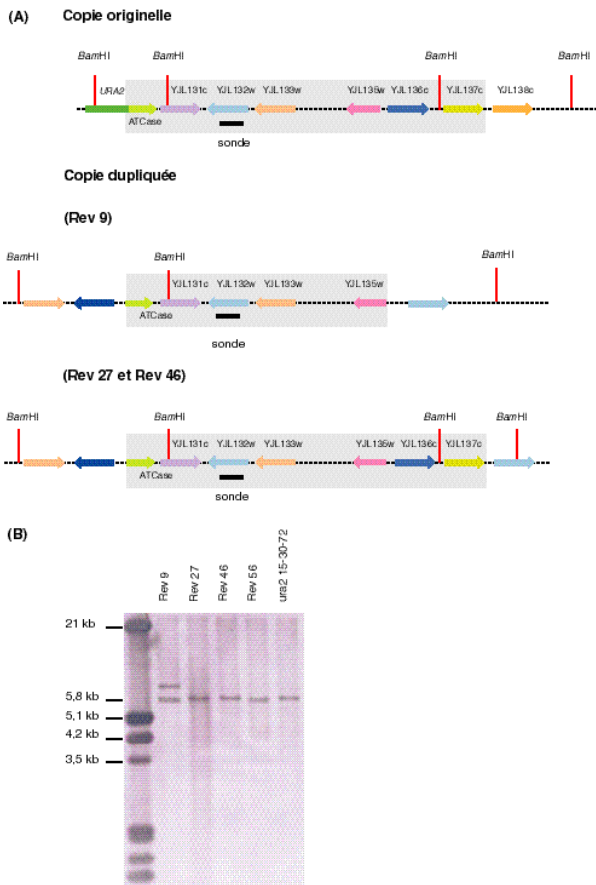 (A) Copie originelle
BamHI BamHI BamHI BamHI
URA2 YJL131c YJL132w YJL133w YJL135w YJL136c YJL137c YJL138c
ATCase
sonde
Copie dupliquée
(Rev 9)
BamHI BamHI BamHI
YJL131c YJL132w YJL133w YJL135w
ATCase
sonde
(Rev 27 et Rev 46)
BamHI BamHI BamHI BamHI
YJL131c YJL132w YJL133w YJL135w YJL136c YJL137c
ATCase
sonde
(B)
Rev 9 Rev 27 Rev 46 Rev 56 ura2 15-30-72
21 kb
5,8 kb
5,1 kb
4,2 kb
3,5 kb